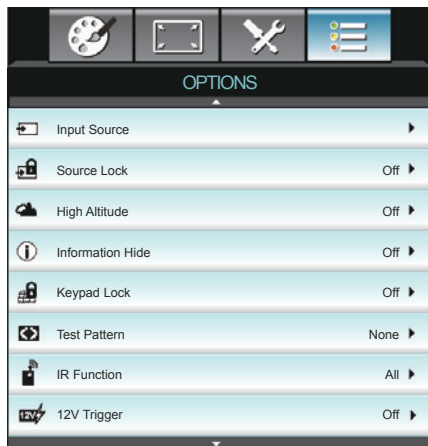 OPTIONS
Input Source
Source Lock Off
High Altitude Off
Information Hide Off
Keypad Lock Off
Test Pattern None
IR Function All
12V 12V Trigger Off